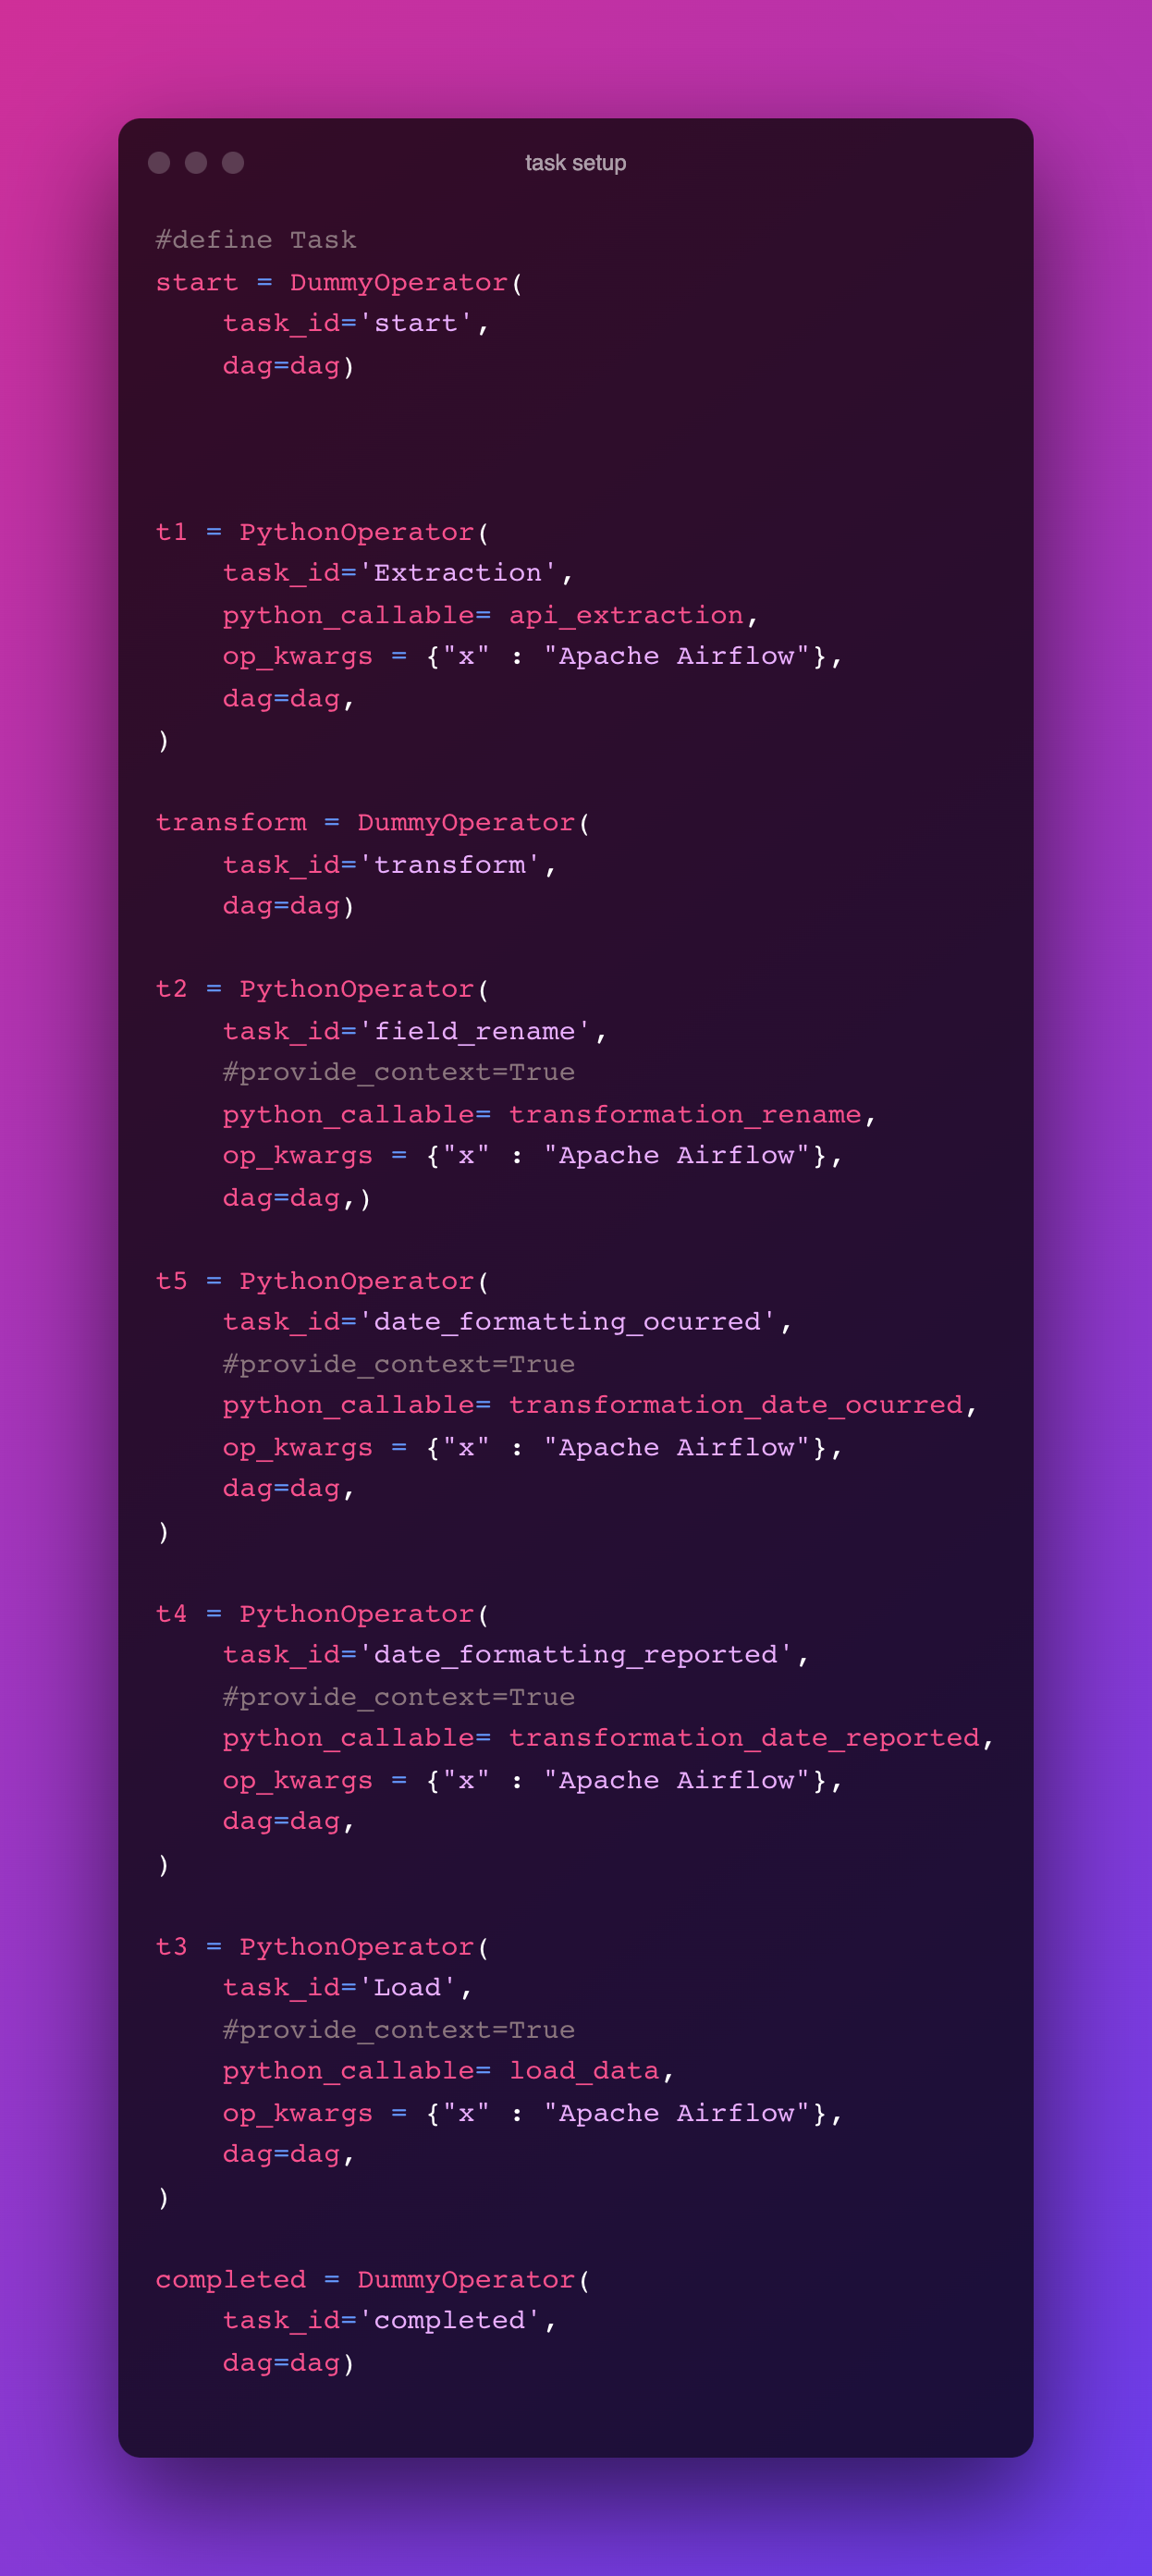 task setup
#define Task
start = DummyOperator(
    task_id='start',
    dag=dag)
t1 = PythonOperator(
    task_id='Extraction',
    python_callable= api_extraction,
    op_kwargs = {"x" : "Apache Airflow"},
    dag=dag,
)
transform = DummyOperator(
    task_id='transform',
    dag=dag)
t2 = PythonOperator(
    task_id='field_rename',
    #provide_context=True
    python_callable= transformation_rename,
    op_kwargs = {"x" : "Apache Airflow"},
    dag=dag,)
t5 = PythonOperator(
    task_id='date_formatting_ocurred',
    #provide_context=True
    python_callable= transformation_date_ocurred,
    op_kwargs = {"x" : "Apache Airflow"},
    dag=dag,
)
t4 = PythonOperator(
    task_id='date_formatting_reported',
    #provide_context=True
    python_callable= transformation_date_reported,
    op_kwargs = {"x" : "Apache Airflow"},
    dag=dag,
)
t3 = PythonOperator(
    task_id='Load',
    #provide_context=True
    python_callable= load_data,
    op_kwargs = {"x" : "Apache Airflow"},
    dag=dag,
)
completed = DummyOperator(
    task_id='completed',
    dag=dag)